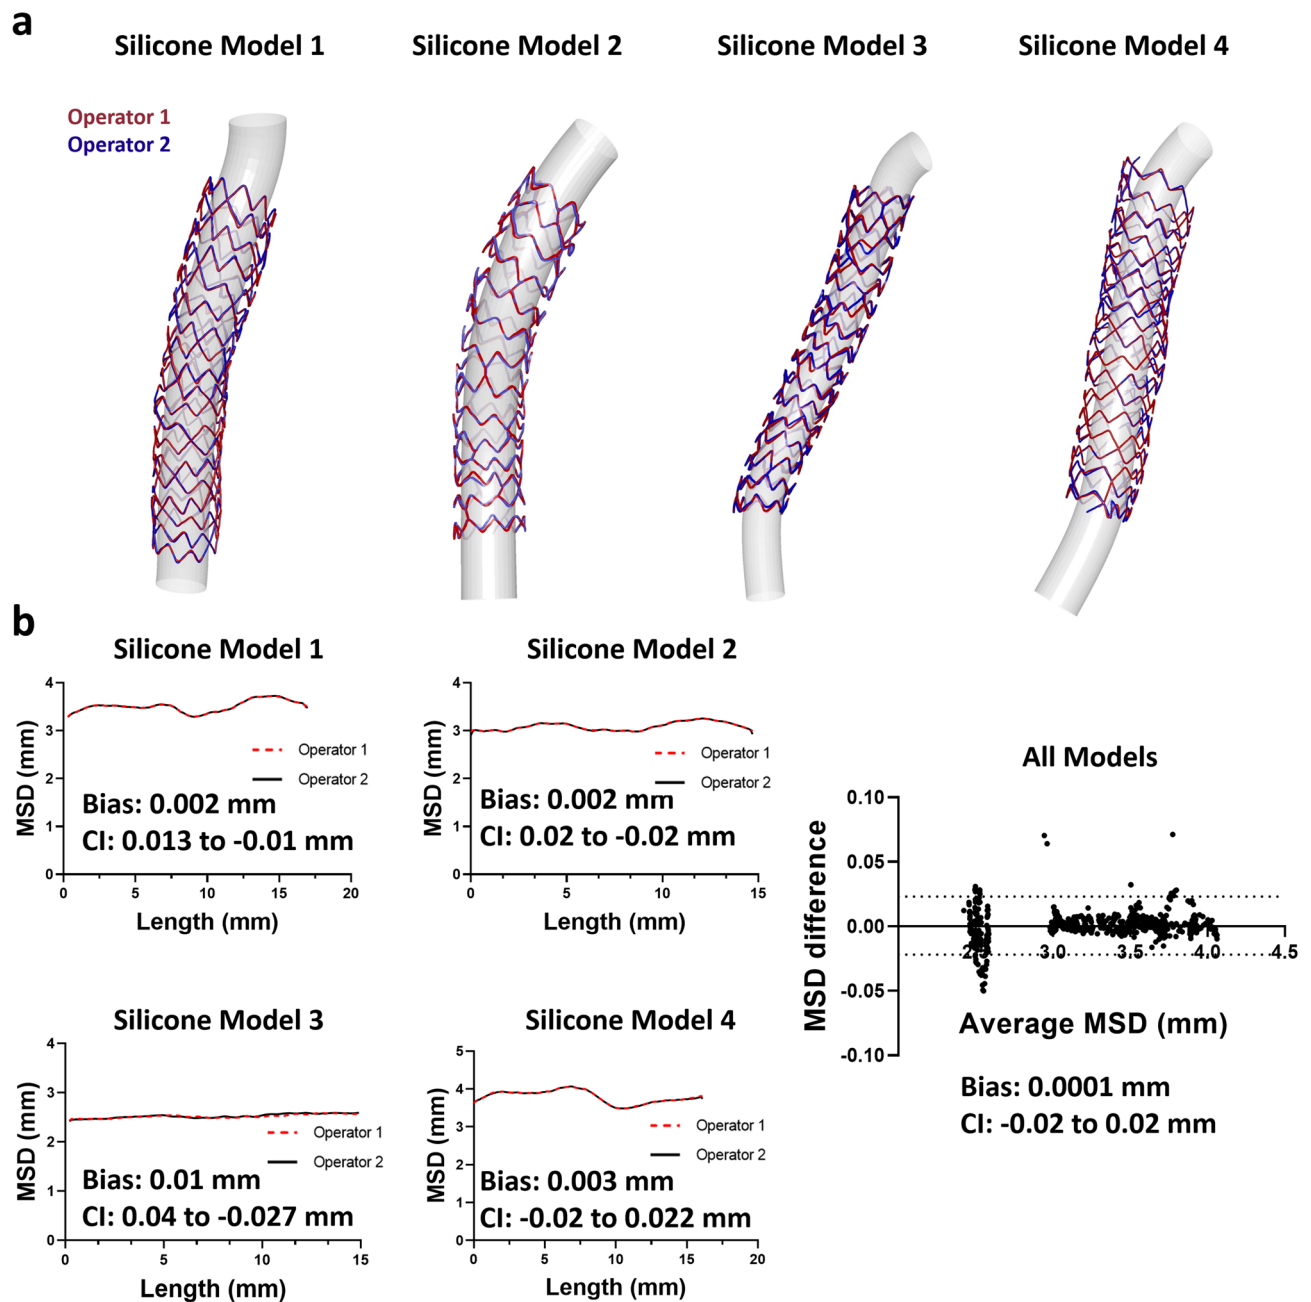 a
Silicone Model 1
Silicone Model 2
Silicone Model 3
Silicone Model 4
Operator 1
Operator 2
b
Silicone Model 1
MSD (mm)
4
3
2
1
0
Operator 1
Operator 2
Bias: 0.002 mm
CI: 0.013 to -0.01 mm
0 5 10 15 20
Length (mm)
Silicone Model 2
MSD (mm)
4
3
2
1
0
Operator 1
Operator 2
Bias: 0.002 mm
CI: 0.02 to -0.02 mm
0 5 10 15
Length (mm)
Silicone Model 3
MSD (mm)
4
3
2
1
0
Operator 1
Operator 2
Bias: 0.01 mm
CI: 0.04 to -0.027 mm
0 5 10 15
Length (mm)
Silicone Model 4
MSD (mm)
5
4
3
2
1
0
Operator 1
Operator 2
Bias: 0.003 mm
CI: -0.02 to 0.022 mm
0 5 10 15 20
Length (mm)
All Models
MSD difference
0.10
0.05
0.00
-0.05
-0.10
3.0 3.5 4.0 4.5
Average MSD (mm)
Bias: 0.0001 mm
CI: -0.02 to 0.02 mm